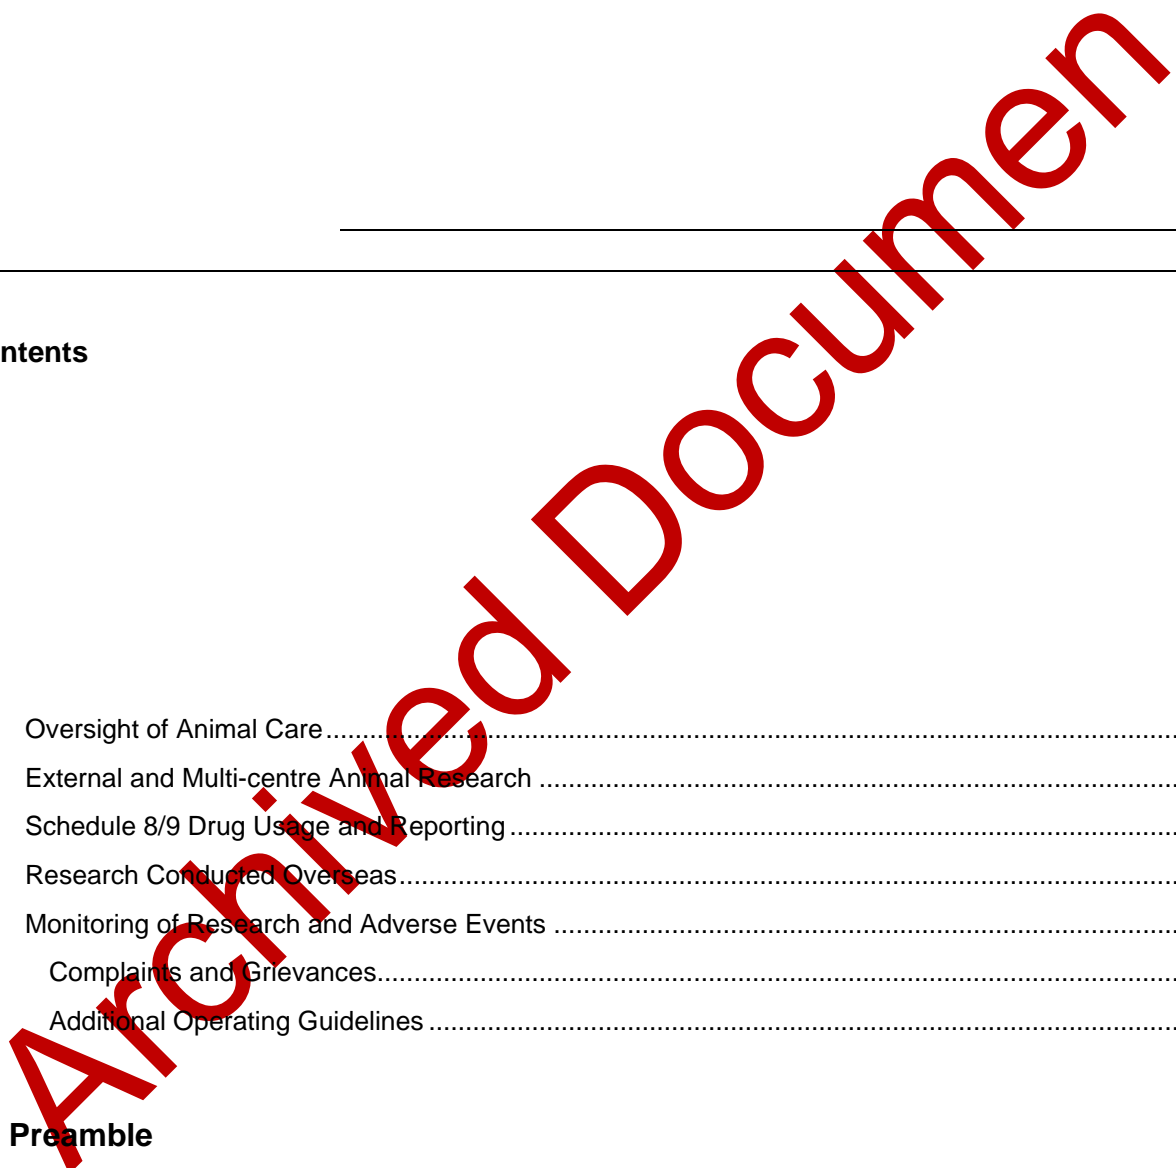 ntents
Oversight of Animal Care
External and Multi-centre Animal Research
Schedule 8/9 Drug Usage and Reporting
Research Conducted Overseas
Monitoring of Research and Adverse Events
Complaints and Grievances
Additional Operating Guidelines
Preamble
Archived Documen